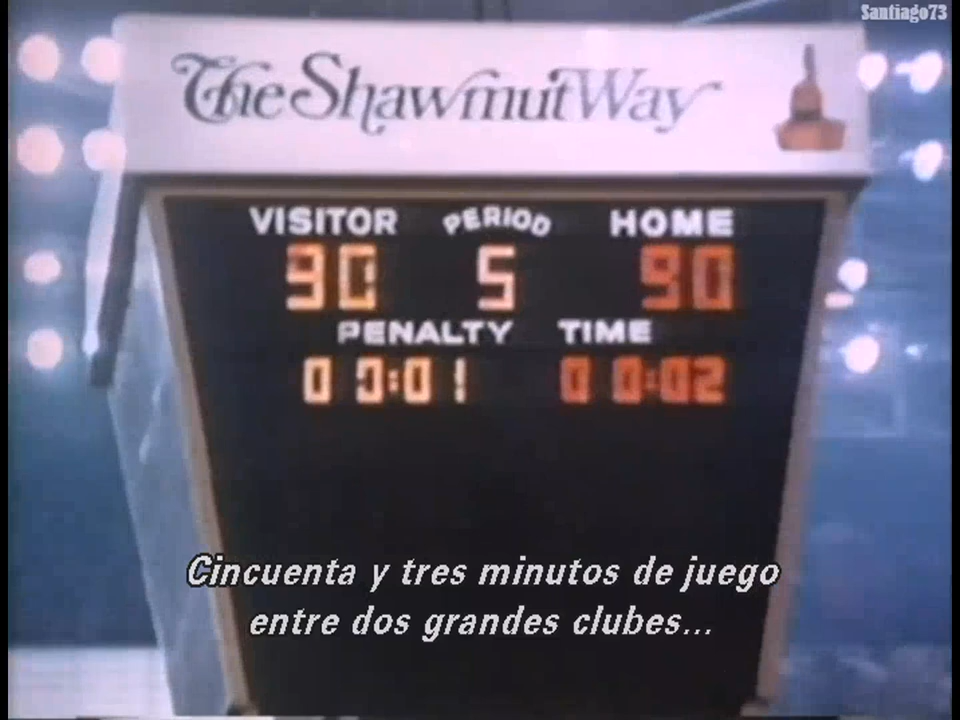 Santiago73
The Shawmut Way
VISITOR PERIOD HOME
90 5 90
PENALTY TIME
00:01 00:02
Cincuenta y tres minutos de juego
entre dos grandes clubes...